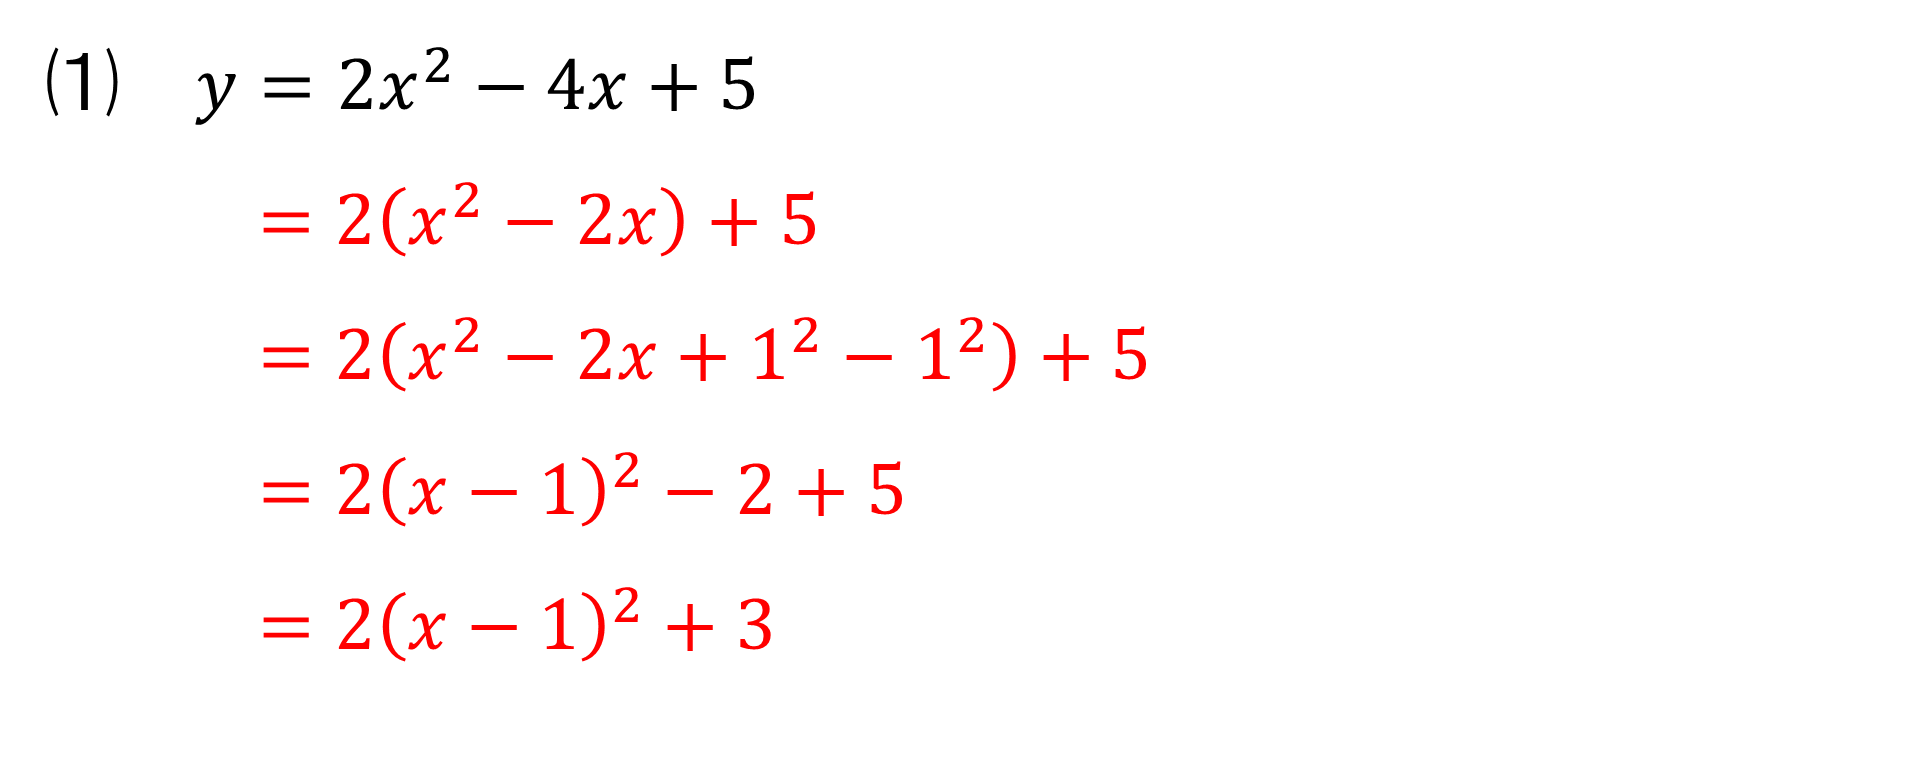 (1) y = 2x² − 4x + 5
= 2(x² − 2x) + 5
= 2(x² − 2x + 1² − 1²) + 5
= 2(x − 1)² − 2 + 5
= 2(x − 1)² + 3